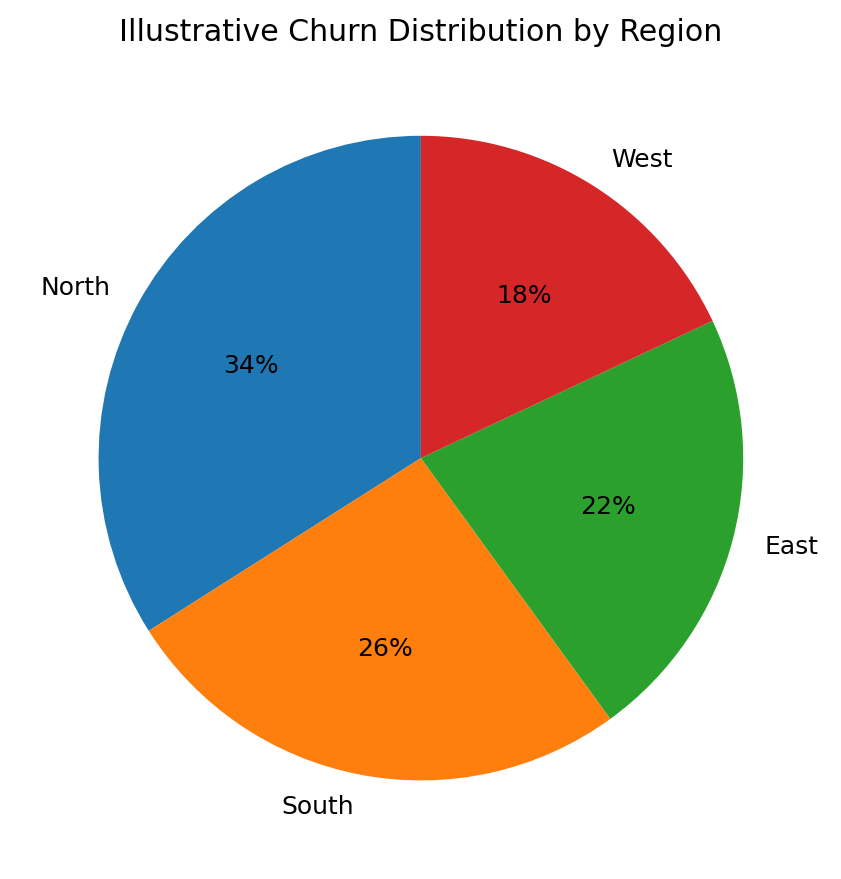 Illustrative Churn Distribution by Region
West
18%
North
34%
22%
East
26%
South